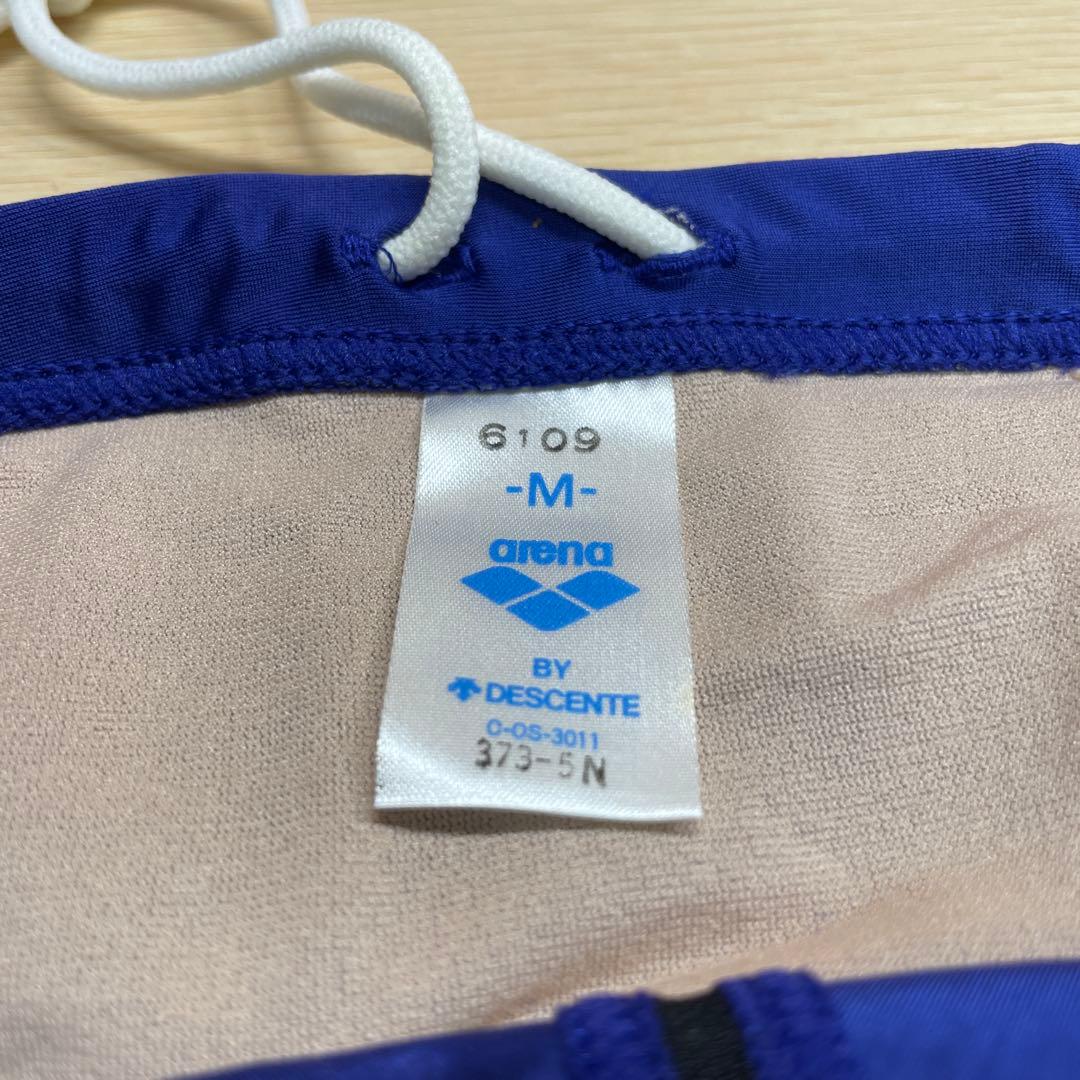 6109
-M-
arena
BY
DESCENTE
C-OS-3011
373-5N